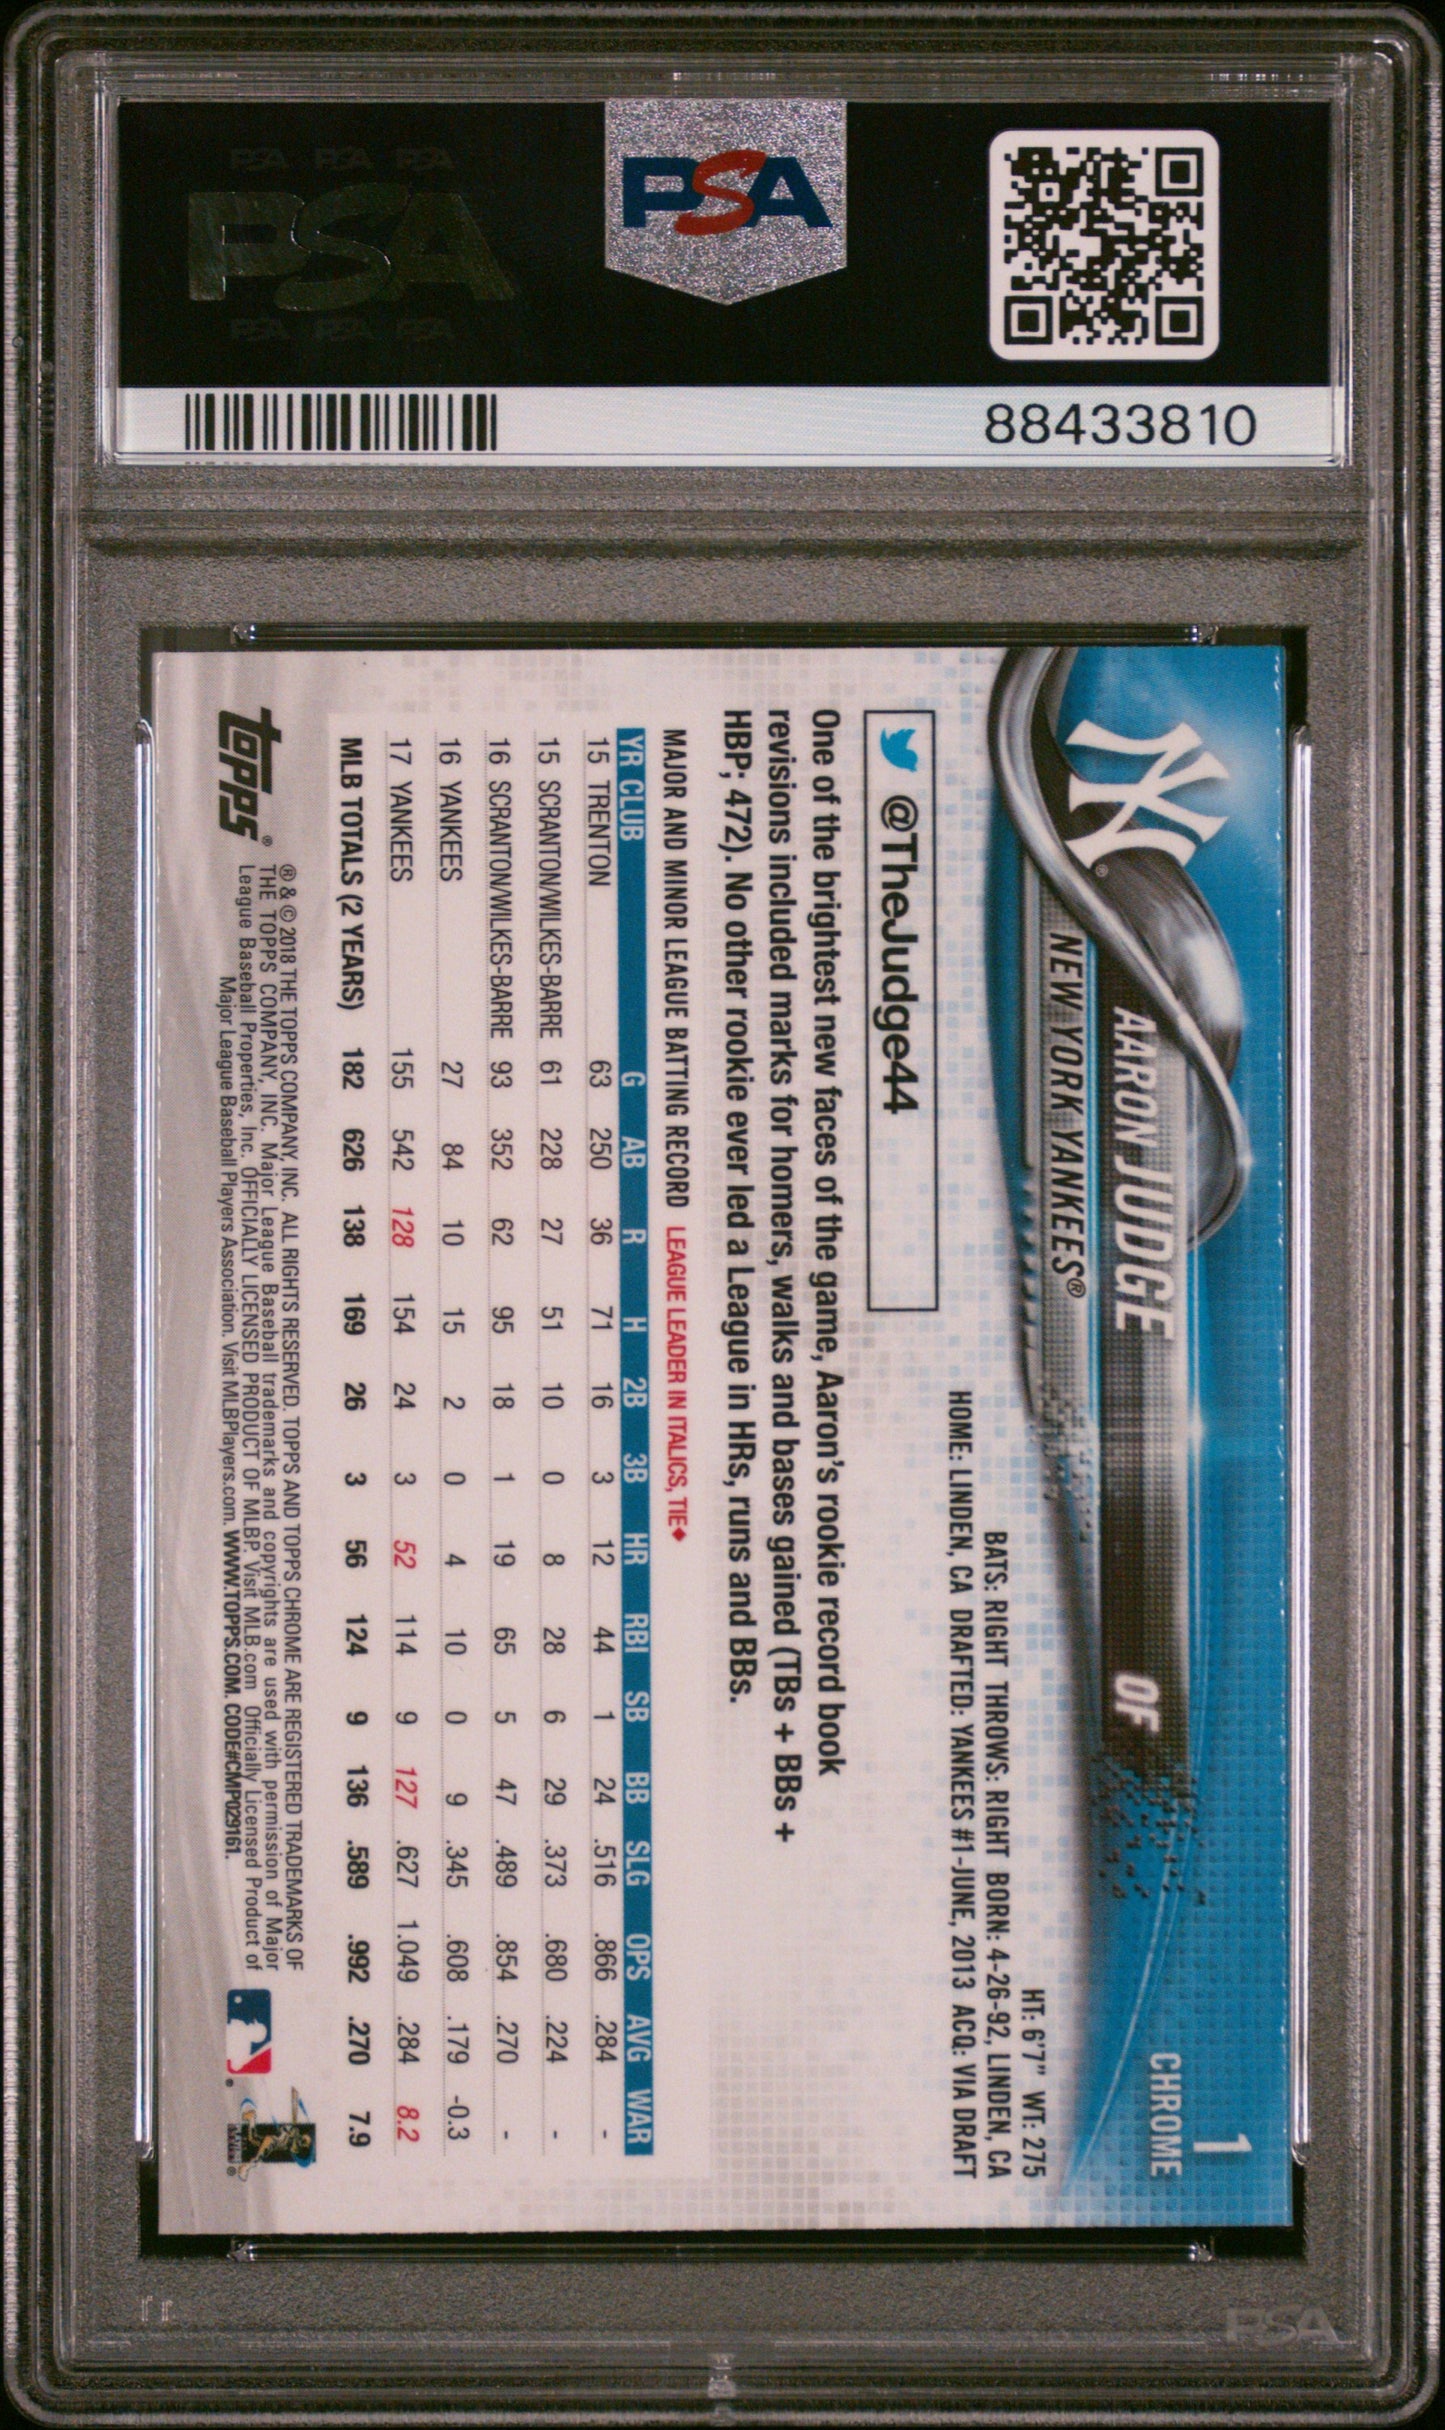 PSA PSA PSA
PSA
PSA PSA PSA
PSA
88433810
1
CHROME
AARON JUDGE OF
NEW YORK YANKEES®
HT: 6'7" WT: 275
BATS: RIGHT THROWS: RIGHT BORN: 4-26-92, LINDEN, CA
HOME: LINDEN, CA DRAFTED: YANKEES #1-JUNE, 2013 ACQ: VIA DRAFT
@TheJudge44
One of the brightest new faces of the game, Aaron's rookie record book
revisions included marks for homers, walks and bases gained (TBs + BBs +
HBP; 472). No other rookie ever led a League in HRs, runs and BBs.
MAJOR AND MINOR LEAGUE BATTING RECORD LEAGUE LEADER IN ITALICS, TIE◆
YR CLUB G AB R H 2B 3B HR RBI SB BB SLG OPS AVG WAR
15 TRENTON 63 250 36 71 16 3 12 44 1 24 .516 .866 .284 -
15 SCRANTON/WILKES-BARRE 61 228 27 51 10 0 8 28 6 29 .373 .680 .224 -
16 SCRANTON/WILKES-BARRE 93 352 62 95 18 1 19 65 5 47 .489 .854 .270 -
16 YANKEES 27 84 10 15 2 0 4 10 0 9 .345 .608 .179 -0.3
17 YANKEES 155 542 128 154 24 3 52 114 9 127 .627 1.049 .284 8.2
MLB TOTALS (2 YEARS) 182 626 138 169 26 3 56 124 9 136 .589 .992 .270 7.9
topps®
® & © 2018 THE TOPPS COMPANY, INC. ALL RIGHTS RESERVED. TOPPS AND TOPPS CHROME ARE REGISTERED TRADEMARKS OF
THE TOPPS COMPANY, INC. Major League Baseball trademarks and copyrights are used with permission of Major
League Baseball Properties, Inc. OFFICIALLY LICENSED PRODUCT OF MLBP. Visit MLB.com Officially Licensed Product of
Major League Baseball Players Association. Visit MLBPlayers.com. WWW.TOPPS.COM. CODE#CMP029161.
PSA